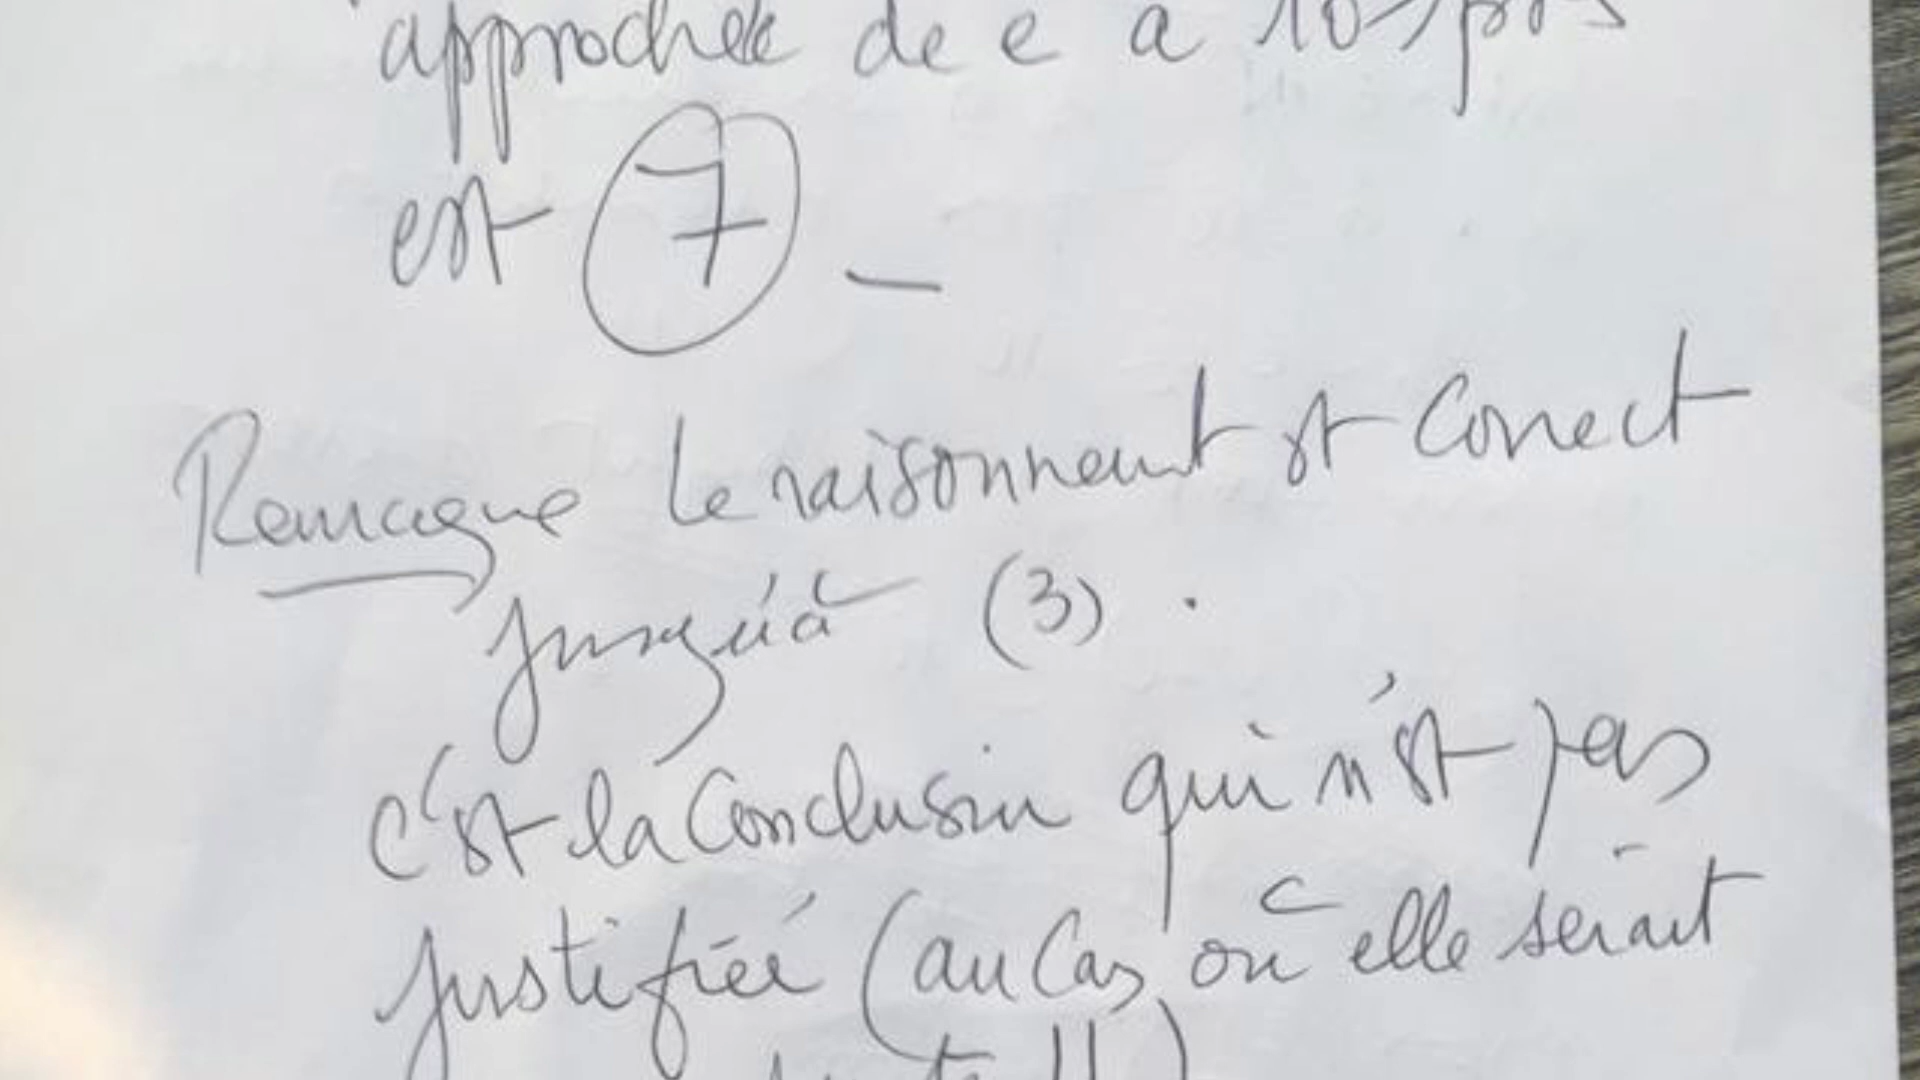 approchée de e a 10 près
est 7 —
Remarque le raisonnement est correct
jusqu'à (3).
c'est la conclusion qui n'est pas
justifiée (au cas où elle serait
!!)